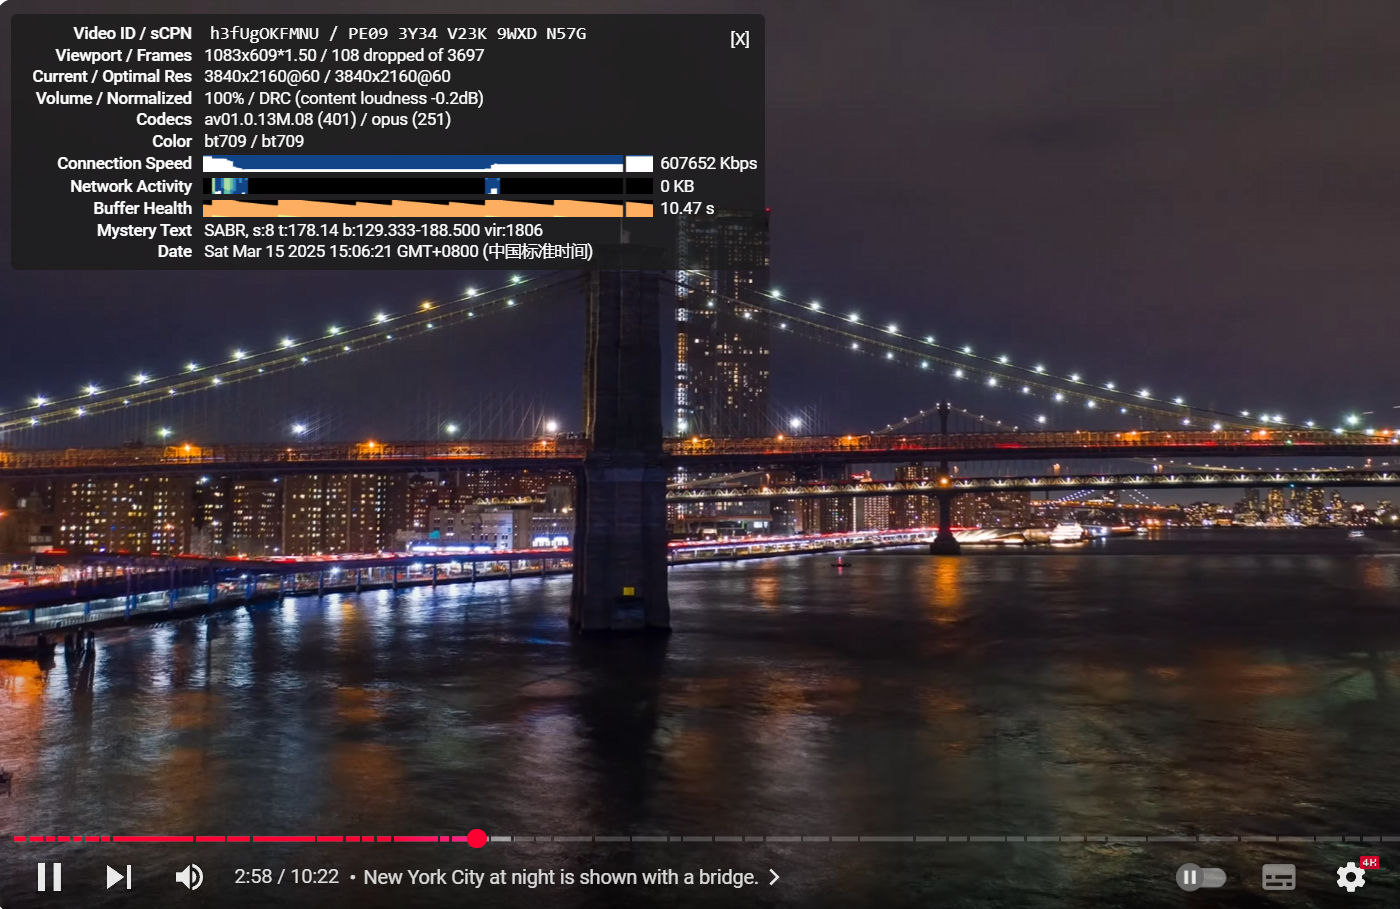 Video ID / sCPN h3fUgOKFMNU / PE09 3Y34 V23K 9WXD N57G
[X]
Viewport / Frames 1083x609*1.50 / 108 dropped of 3697
Current / Optimal Res 3840x2160@60 / 3840x2160@60
Volume / Normalized 100% / DRC (content loudness -0.2dB)
Codecs av01.0.13M.08 (401) / opus (251)
Color bt709 / bt709
Connection Speed 607652 Kbps
Network Activity 0 KB
Buffer Health 10.47 s
Mystery Text SABR, s:8 t:178.14 b:129.333-188.500 vir:1806
Date Sat Mar 15 2025 15:06:21 GMT+0800 (中国标准时间)
2:58 / 10:22 • New York City at night is shown with a bridge.
4K